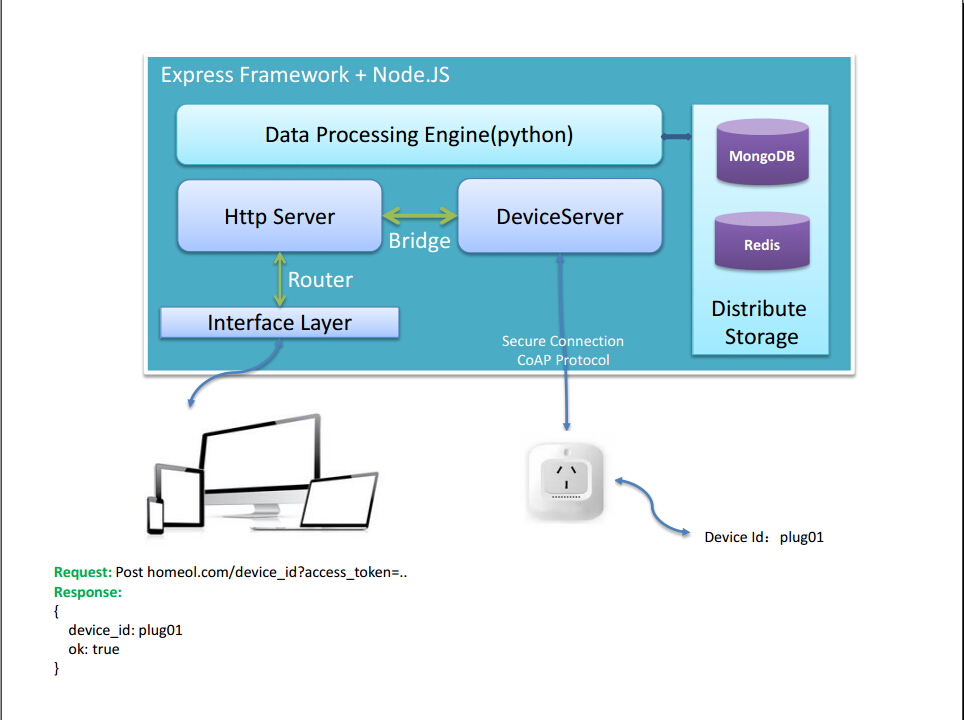 Express Framework + Node.JS
Data Processing Engine(python)
MongoDB
Http Server
DeviceServer
Bridge
Redis
Router
Distribute
Storage
Interface Layer
Secure Connection
CoAP Protocol
Device Id：plug01
Request: Post homeol.com/device_id?access_token=..
Response:
{
device_id: plug01
ok: true
}